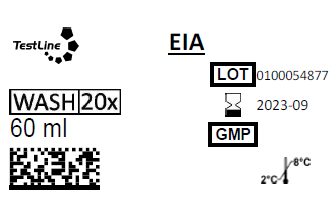 TestLine
EIA
LOT 0100054877
WASH 20x
2023-09
60 ml
GMP
8°C
2°C